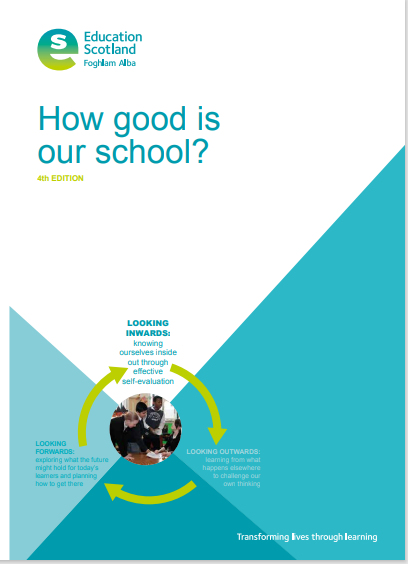 Education
Scotland
Foghlam Alba
How good is
our school?
4th EDITION
LOOKING
INWARDS:
knowing
ourselves inside
out through
effective
self-evaluation
LOOKING
FORWARDS:
exploring what the future
might hold for today's
learners and planning
how to get there
LOOKING OUTWARDS:
learning from what
happens elsewhere
to challenge our
own thinking
Transforming lives through learning